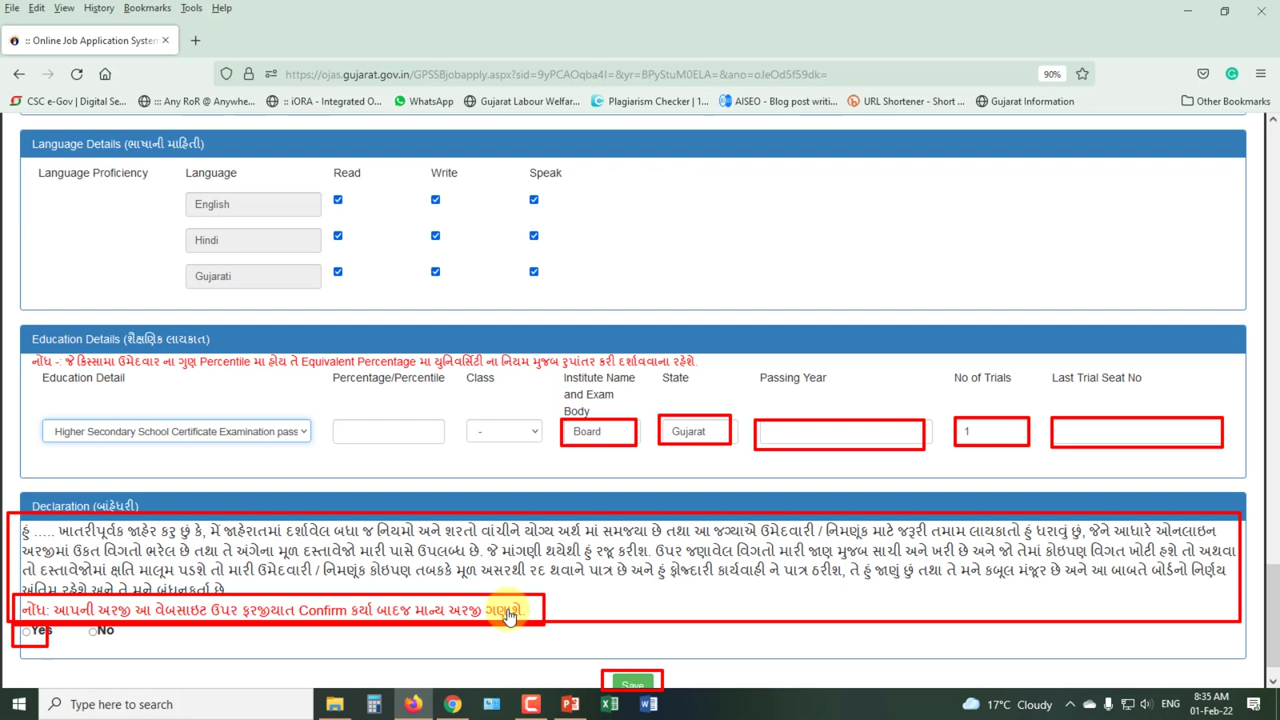 File Edit View History Bookmarks Tools Help
:: Online Job Application System
https://ojas.gujarat.gov.in/GPSSBjobapply.aspx?sid=9yPCAOqba4I=&yr=BPyStuM0ELA=&ano=oJeOd5f59dk= 90%
CSC e-Gov | Digital Se... ::: Any RoR @ Anywhe... :: iORA - Integrated O... WhatsApp Gujarat Labour Welfar... Plagiarism Checker | 1... AISEO - Blog post writi... URL Shortener - Short ... Gujarat Information Other Bookmarks
Language Details (ભાષાની માહિતી)
Language Proficiency Language Read Write Speak
English
Hindi
Gujarati
Education Details (શૈક્ષણિક લાયકાત)
નોંધ -: જે કિસ્સામા ઉમેદવાર ના ગુણ Percentile મા હોય તે Equivalent Percentage મા યુનિવર્સિટી ના નિયમ મુજબ રુપાંતર કરી દર્શાવવાના રહેશે.
Education Detail Percentage/Percentile Class Institute Name and Exam Body State Passing Year No of Trials Last Trial Seat No
Higher Secondary School Certificate Examination pass - Board Gujarat 1
Declaration (બાંહેધરી)
હું ..... ખાતરીપૂર્વક જાહેર કરુ છું કે, મેં જાહેરાતમાં દર્શાવેલ બધા જ નિયમો અને શરતો વાંચીને યોગ્ય અર્થ માં સમજ્યા છે તથા આ જગ્યાએ ઉમેદવારી / નિમણૂંક માટે જરૂરી તમામ લાયકાતો હું ધરાવું છું, જેને આધારે ઓનલાઇન
અરજીમાં ઉકત વિગતો ભરેલ છે તથા તે અંગેના મૂળ દસ્તાવેજો મારી પાસે ઉપલબ્ધ છે. જે માંગણી થયેથી હું રજૂ કરીશ. ઉપર જણાવેલ વિગતો મારી જાણ મુજબ સાચી અને ખરી છે અને જો તેમાં કોઇપણ વિગત ખોટી હશે તો અથવા
તો દસ્તાવેજોમાં ક્ષતિ માલૂમ પડશે તો મારી ઉમેદવારી / નિમણૂંક કોઇપણ તબકકે મૂળ અસરથી રદ થવાને પાત્ર છે અને હું ફોજદારી કાર્યવાહી ને પાત્ર ઠરીશ, તે હું જાણું છું તથા તે મને કબૂલ મંજૂર છે અને આ બાબતે બોર્ડનો નિર્ણય
અંતિમ રહેશે અને તે મને બંધનકર્તા છે
નોંધ: આપની અરજી આ વેબસાઇટ ઉપર ફરજીયાત Confirm કર્યા બાદજ માન્ય અરજી ગણાશે.
Yes No
Save
Type here to search 17°C Cloudy ENG 8:35 AM
01-Feb-22